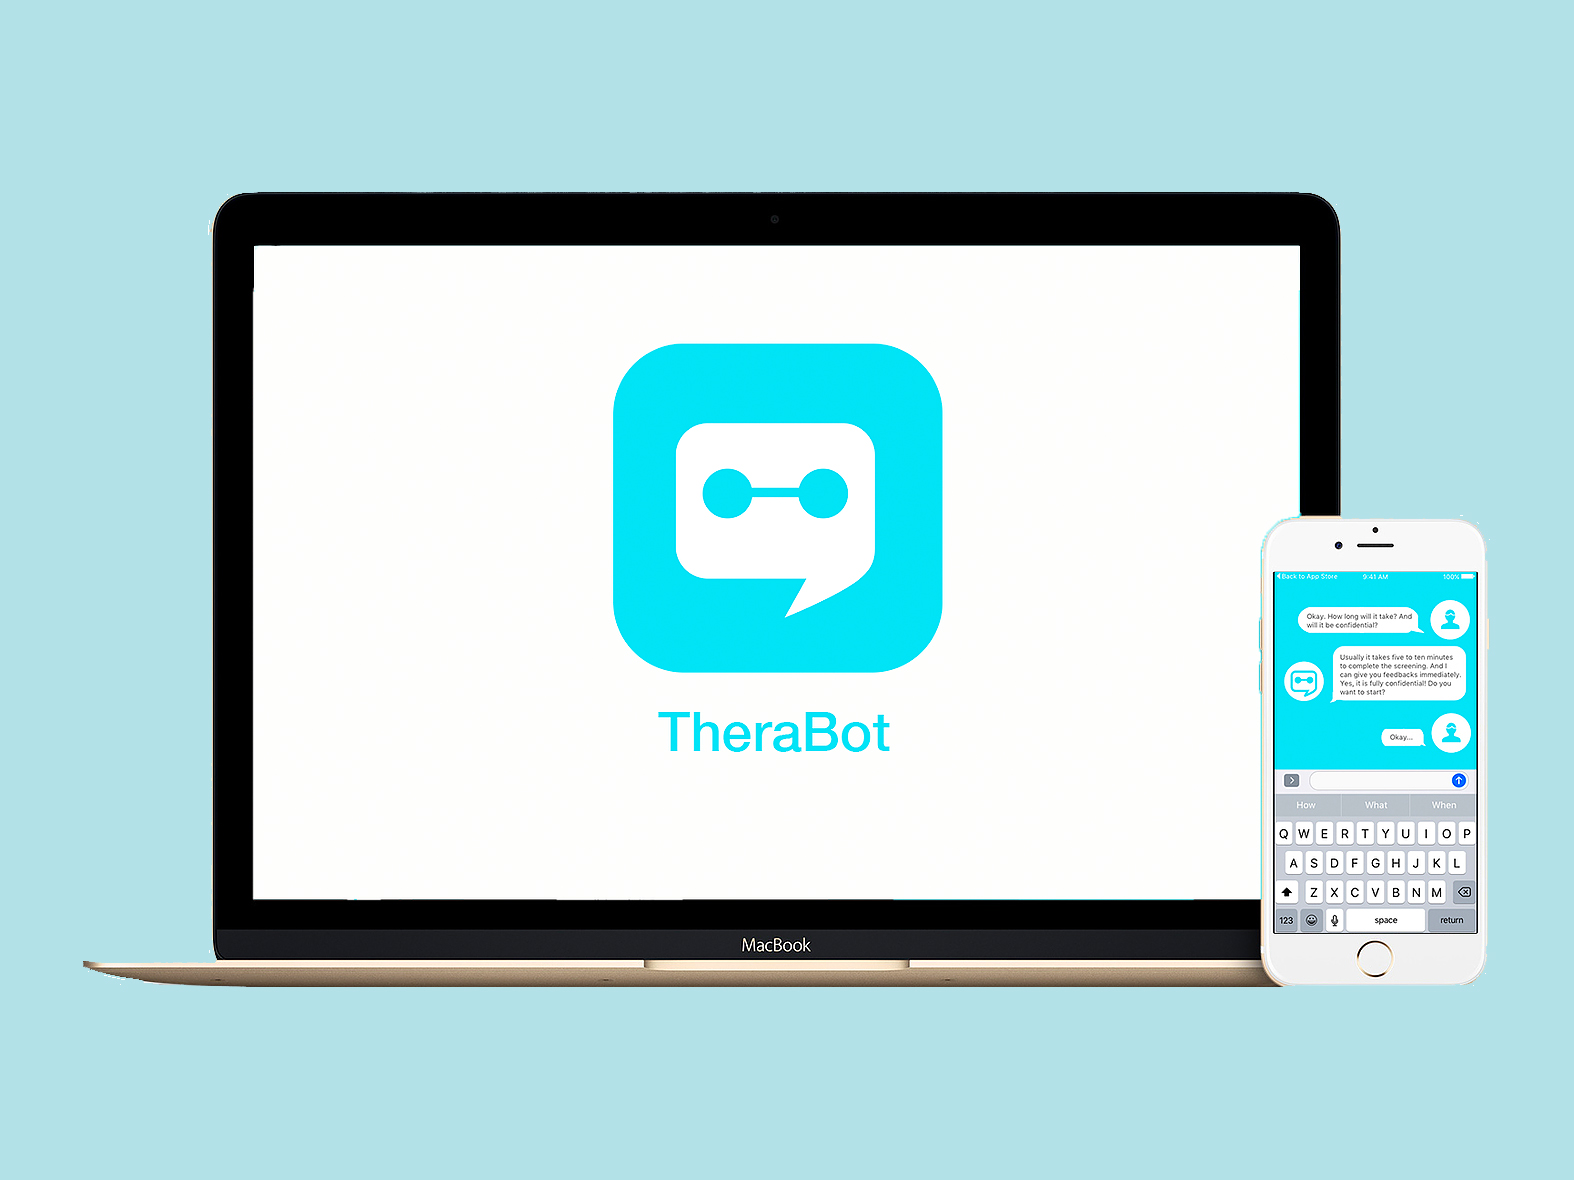 TheraBot
MacBook
Back to App Store 9:41 AM 100%
Okay. How long will it take? And
will it be confidential?
Usually it takes five to ten minutes
to complete the screening. And I
can give you feedbacks immediately.
Yes, it is fully confidential! Do you
want to start?
Okay...
How What When
Q W E R T Y U I O P
A S D F G H J K L
Z X C V B N M
123 space return